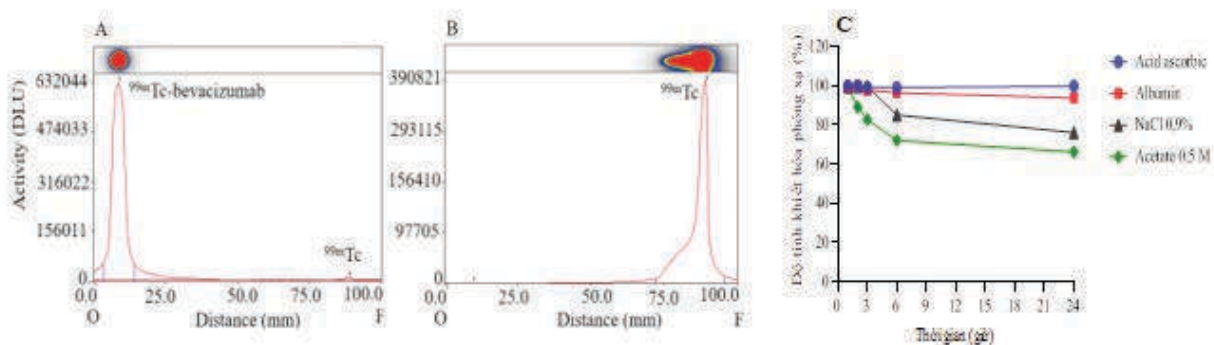 A
632044
474033
316022
156011
0
Activity (DLU)
99mTc-bevacizumab
99mTc
0.0 25.0 50.0 75.0 100.0
O Distance (mm) F
B
390821
293115
156410
97705
0
99mTc
0.0 25.0 50.0 75.0 100.0
O Distance (mm) F
C
Độ tinh khiết hóa phóng xạ (%)
120
100
80
60
40
20
0
0 3 6 9 12 15 18 21 24
Thời gian (giờ)
Acid ascorbic
Albumin
NaCl 0,9%
Acetate 0.5 M